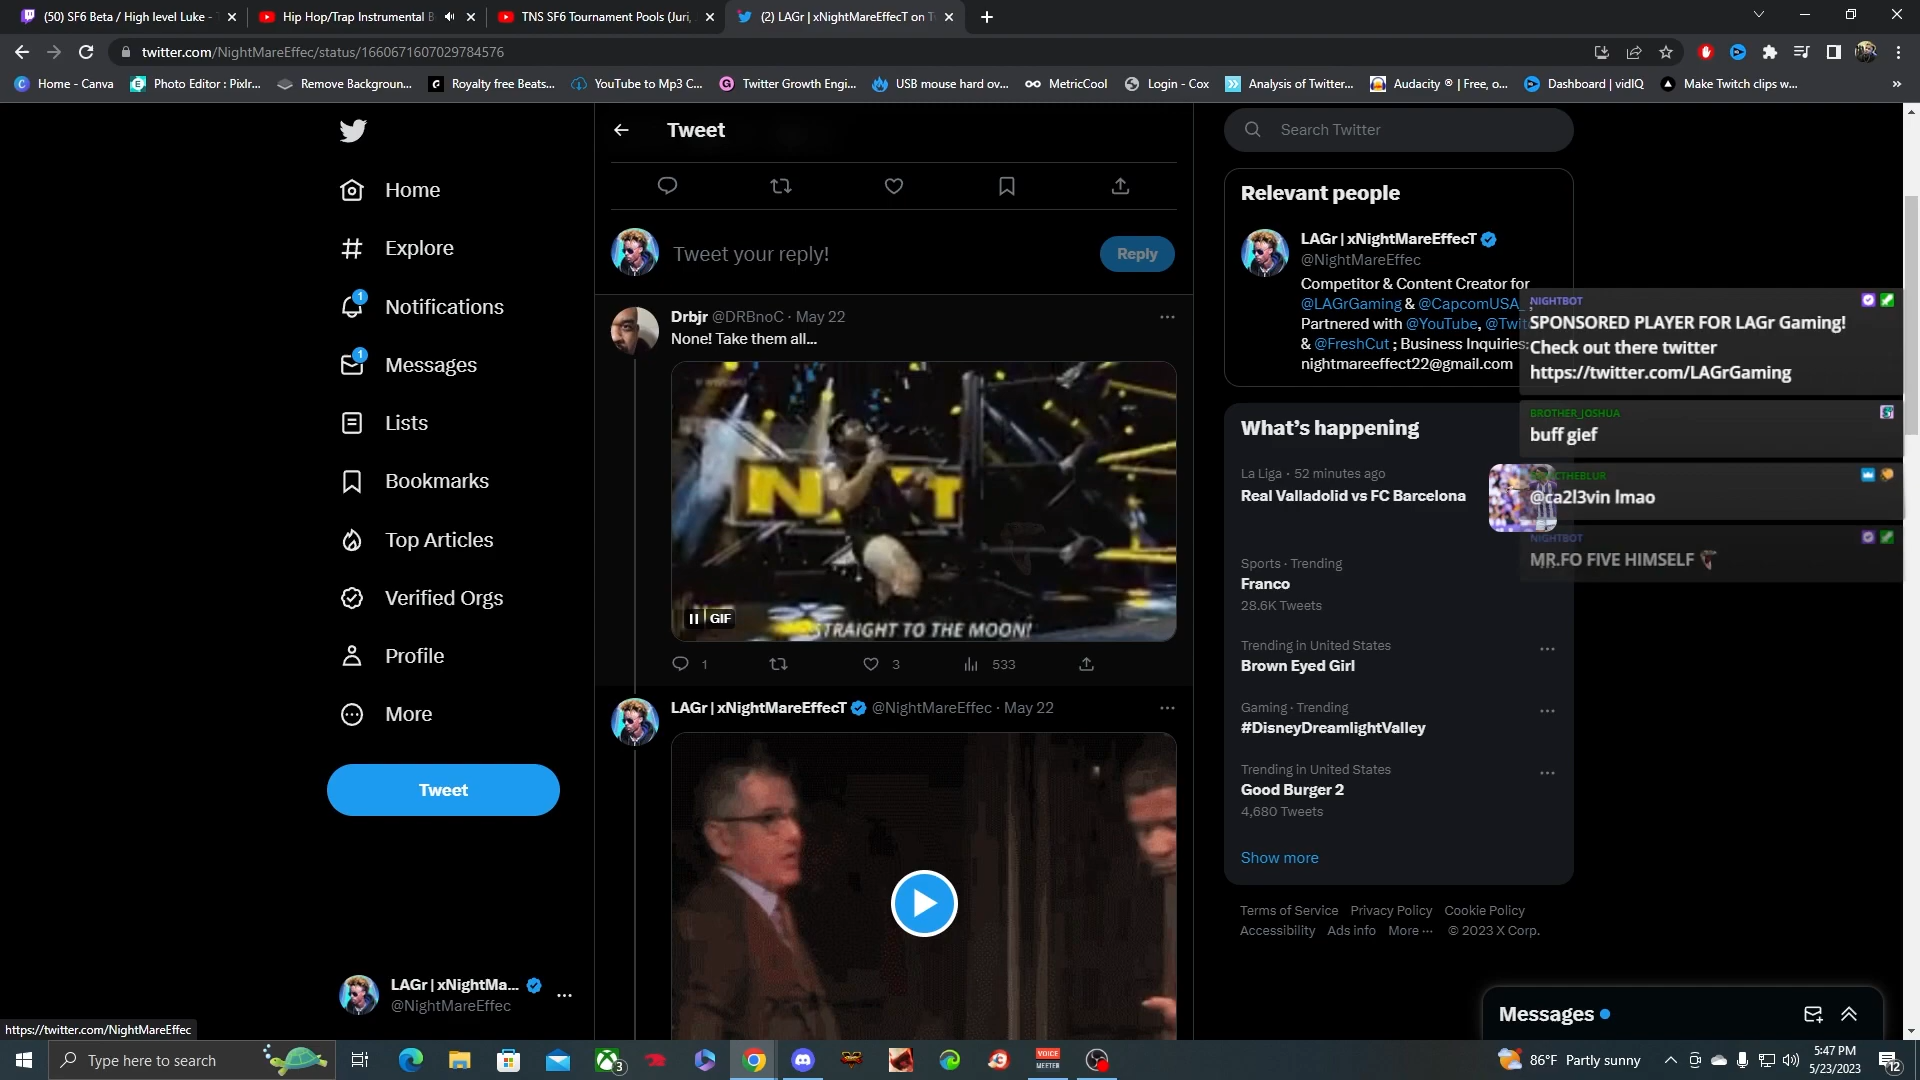 (50) SF6 Beta / High level Luke -
Hip Hop/Trap Instrumental B
TNS SF6 Tournament Pools (Juri,
(2) LAGr | xNightMareEffecT on T
twitter.com/NightMareEffec/status/1660671607029784576
Home - Canva
Photo Editor : Pixlr...
Remove Backgroun...
Royalty free Beats...
YouTube to Mp3 C...
Twitter Growth Engi...
USB mouse hard ov...
MetricCool
Login - Cox
Analysis of Twitter...
Audacity ® | Free, o...
Dashboard | vidIQ
Make Twitch clips w...
»
Home
Explore
1
Notifications
1
Messages
Lists
Bookmarks
Top Articles
Verified Orgs
Profile
More
Tweet
LAGr | xNightMa...
@NightMareEffec
https://twitter.com/NightMareEffec
Tweet
Tweet your reply!
Reply
Drbjr @DRBnoC · May 22
None! Take them all...
NXT
GIF
STRAIGHT TO THE MOON!
1
3
533
LAGr | xNightMareEffecT @NightMareEffec · May 22
Search Twitter
Relevant people
LAGr | xNightMareEffecT
@NightMareEffec
Competitor & Content Creator for
@LAGrGaming & @CapcomUSA_ ;
Partnered with @YouTube, @Twit
& @FreshCut ; Business Inquiries:
nightmareeffect22@gmail.com
What's happening
La Liga · 52 minutes ago
Real Valladolid vs FC Barcelona
Sports · Trending
Franco
28.6K Tweets
Trending in United States
Brown Eyed Girl
Gaming · Trending
#DisneyDreamlightValley
Trending in United States
Good Burger 2
4,680 Tweets
Show more
Terms of Service Privacy Policy Cookie Policy
Accessibility Ads info More ··· © 2023 X Corp.
NIGHTBOT
SPONSORED PLAYER FOR LAGr Gaming!
Check out there twitter
https://twitter.com/LAGrGaming
BROTHER_JOSHUA
buff gief
@ca2l3vin lmao
NIGHTBOT
MR.FO FIVE HIMSELF
Messages
Type here to search
3
VOICE
MEETER
86°F Partly sunny
5:47 PM
5/23/2023
12